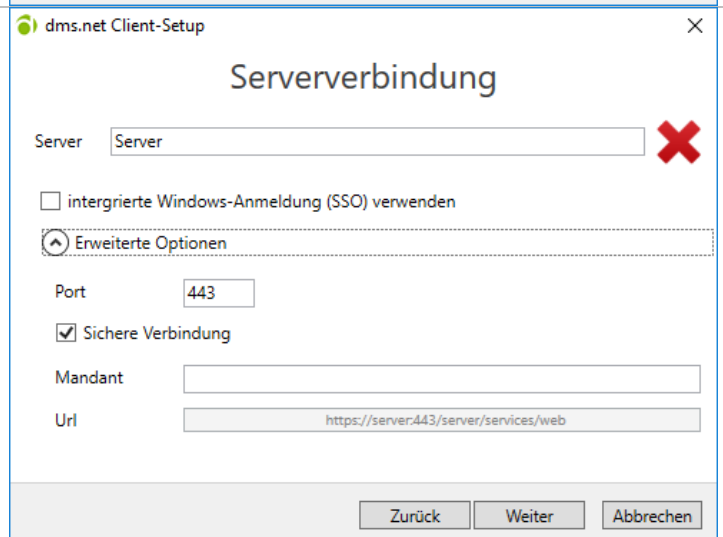 dms.net Client-Setup
Serververbindung
Server Server
intergrierte Windows-Anmeldung (SSO) verwenden
Erweiterte Optionen
Port 443
Sichere Verbindung
Mandant
Url https://server:443/server/services/web
Zurück Weiter Abbrechen